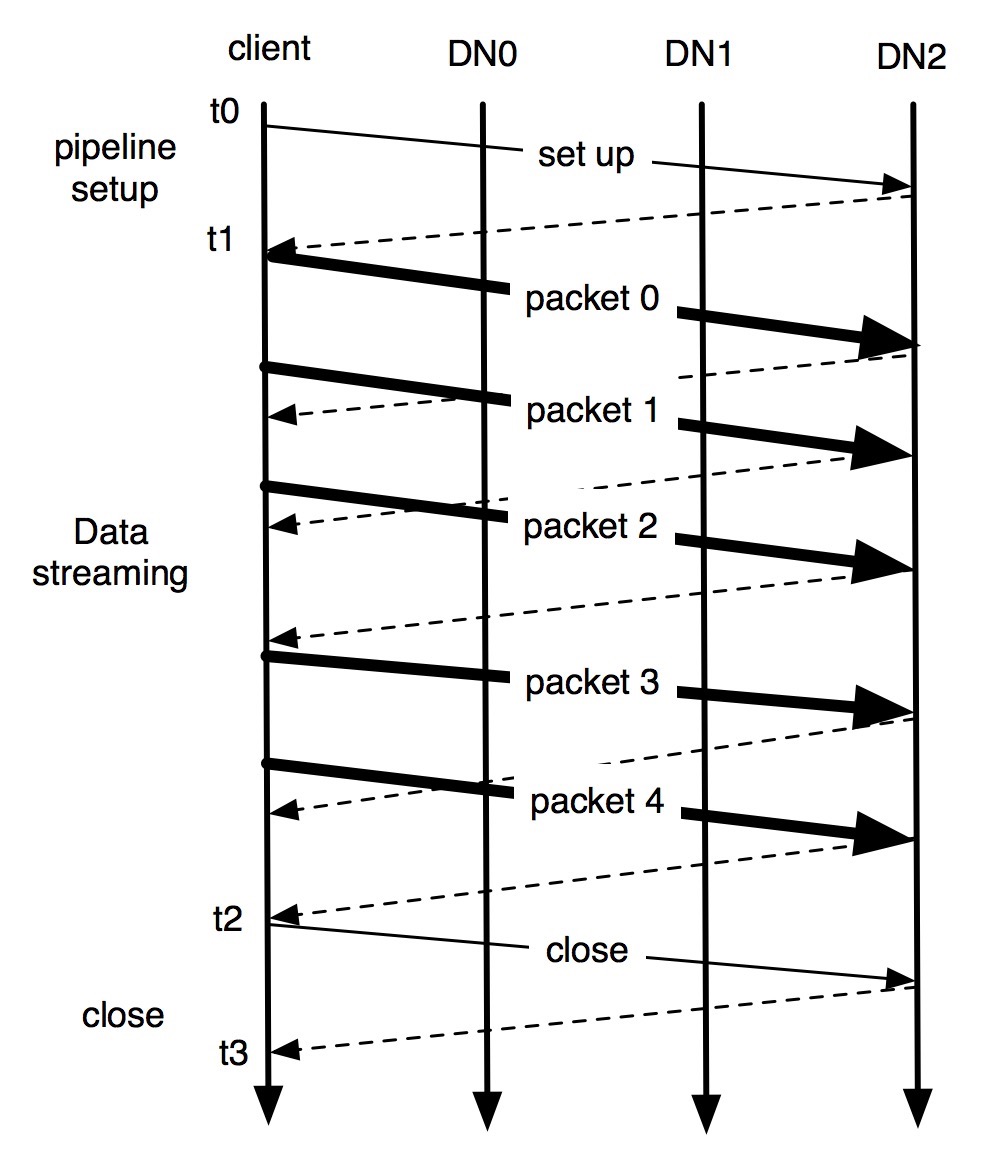 client DN0 DN1 DN2
t0
pipeline
setup
set up
t1
packet 0
packet 1
Data
streaming
packet 2
packet 3
packet 4
t2
close
close
t3